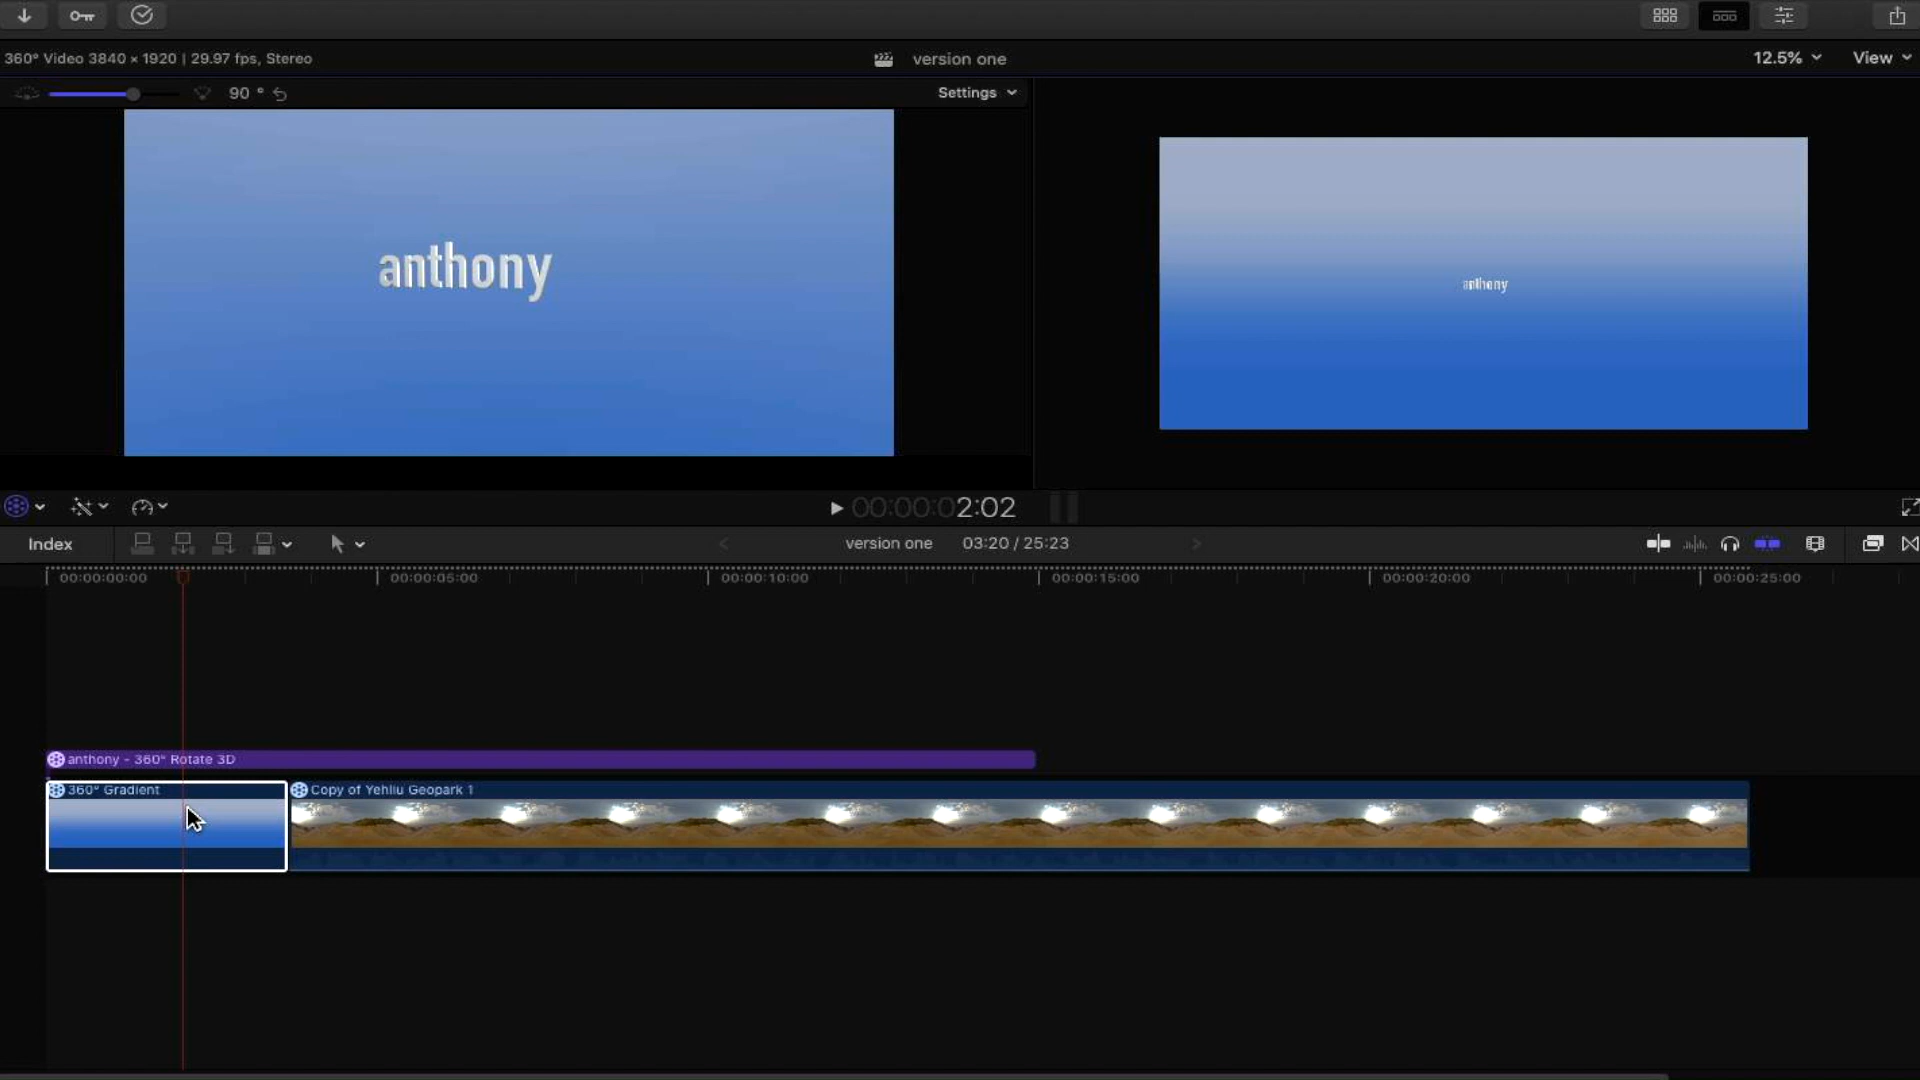 360° Video 3840 × 1920 | 29.97 fps, Stereo
version one
12.5%
View
90 °
Settings
anthony
anthony
00:00:02:02
Index
version one
03:20 / 25:23
00:00:00:00
00:00:05:00
00:00:10:00
00:00:15:00
00:00:20:00
00:00:25:00
anthony - 360° Rotate 3D
360° Gradient
Copy of Yehliu Geopark 1